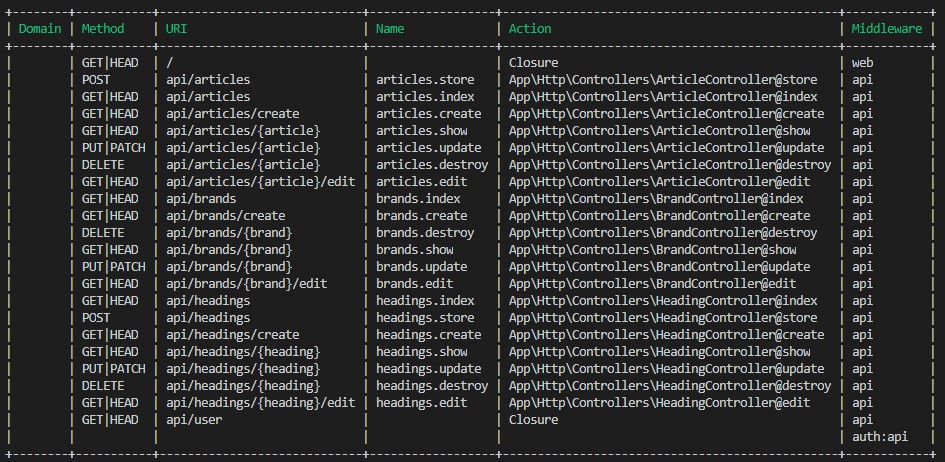 +--------+-----------+-----------------------------+------------------+------------------------------------------------+------------+
| Domain | Method    | URI                         | Name             | Action                                         | Middleware |
+--------+-----------+-----------------------------+------------------+------------------------------------------------+------------+
|        | GET|HEAD  | /                           |                  | Closure                                        | web        |
|        | POST      | api/articles                | articles.store   | App\Http\Controllers\ArticleController@store   | api        |
|        | GET|HEAD  | api/articles                | articles.index   | App\Http\Controllers\ArticleController@index   | api        |
|        | GET|HEAD  | api/articles/create         | articles.create  | App\Http\Controllers\ArticleController@create  | api        |
|        | GET|HEAD  | api/articles/{article}      | articles.show    | App\Http\Controllers\ArticleController@show    | api        |
|        | PUT|PATCH | api/articles/{article}      | articles.update  | App\Http\Controllers\ArticleController@update  | api        |
|        | DELETE    | api/articles/{article}      | articles.destroy | App\Http\Controllers\ArticleController@destroy | api        |
|        | GET|HEAD  | api/articles/{article}/edit | articles.edit    | App\Http\Controllers\ArticleController@edit    | api        |
|        | GET|HEAD  | api/brands                  | brands.index     | App\Http\Controllers\BrandController@index     | api        |
|        | GET|HEAD  | api/brands/create           | brands.create    | App\Http\Controllers\BrandController@create    | api        |
|        | DELETE    | api/brands/{brand}          | brands.destroy   | App\Http\Controllers\BrandController@destroy   | api        |
|        | GET|HEAD  | api/brands/{brand}          | brands.show      | App\Http\Controllers\BrandController@show      | api        |
|        | PUT|PATCH | api/brands/{brand}          | brands.update    | App\Http\Controllers\BrandController@update    | api        |
|        | GET|HEAD  | api/brands/{brand}/edit     | brands.edit      | App\Http\Controllers\BrandController@edit      | api        |
|        | GET|HEAD  | api/headings                | headings.index   | App\Http\Controllers\HeadingController@index   | api        |
|        | POST      | api/headings                | headings.store   | App\Http\Controllers\HeadingController@store   | api        |
|        | GET|HEAD  | api/headings/create         | headings.create  | App\Http\Controllers\HeadingController@create  | api        |
|        | GET|HEAD  | api/headings/{heading}      | headings.show    | App\Http\Controllers\HeadingController@show    | api        |
|        | PUT|PATCH | api/headings/{heading}      | headings.update  | App\Http\Controllers\HeadingController@update  | api        |
|        | DELETE    | api/headings/{heading}      | headings.destroy | App\Http\Controllers\HeadingController@destroy | api        |
|        | GET|HEAD  | api/headings/{heading}/edit | headings.edit    | App\Http\Controllers\HeadingController@edit    | api        |
|        | GET|HEAD  | api/user                    |                  | Closure                                        | api        |
|        |           |                             |                  |                                                | auth:api   |
+--------+-----------+-----------------------------+------------------+------------------------------------------------+------------+